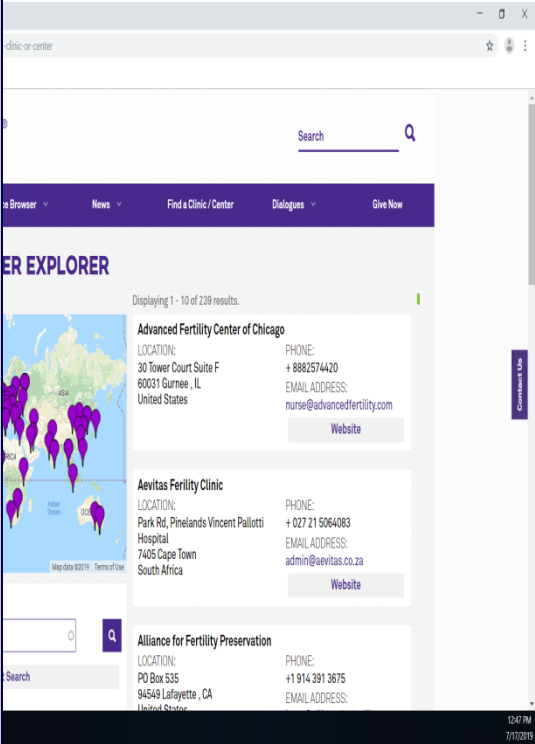 -clinic-or-center
Search
ce Browser
News
Find a Clinic / Center
Dialogues
Give Now
ER EXPLORER
Displaying 1 - 10 of 239 results.
Advanced Fertility Center of Chicago
LOCATION:
30 Tower Court Suite F
60031 Gurnee , IL
United States
PHONE:
+ 8882574420
EMAIL ADDRESS:
nurse@advancedfertility.com
Website
Contact Us
ASIA
RICA
Indian
Ocean
OCE
Map data ©2019
Terms of Use
Aevitas Ferility Clinic
LOCATION:
Park Rd, Pinelands Vincent Pallotti
Hospital
7405 Cape Town
South Africa
PHONE:
+ 027 21 5064083
EMAIL ADDRESS:
admin@aevitas.co.za
Website
t Search
Alliance for Fertility Preservation
LOCATION:
PO Box 535
94549 Lafayette , CA
United States
PHONE:
+1 914 391 3675
EMAIL ADDRESS:
12:47 PM
7/17/2019